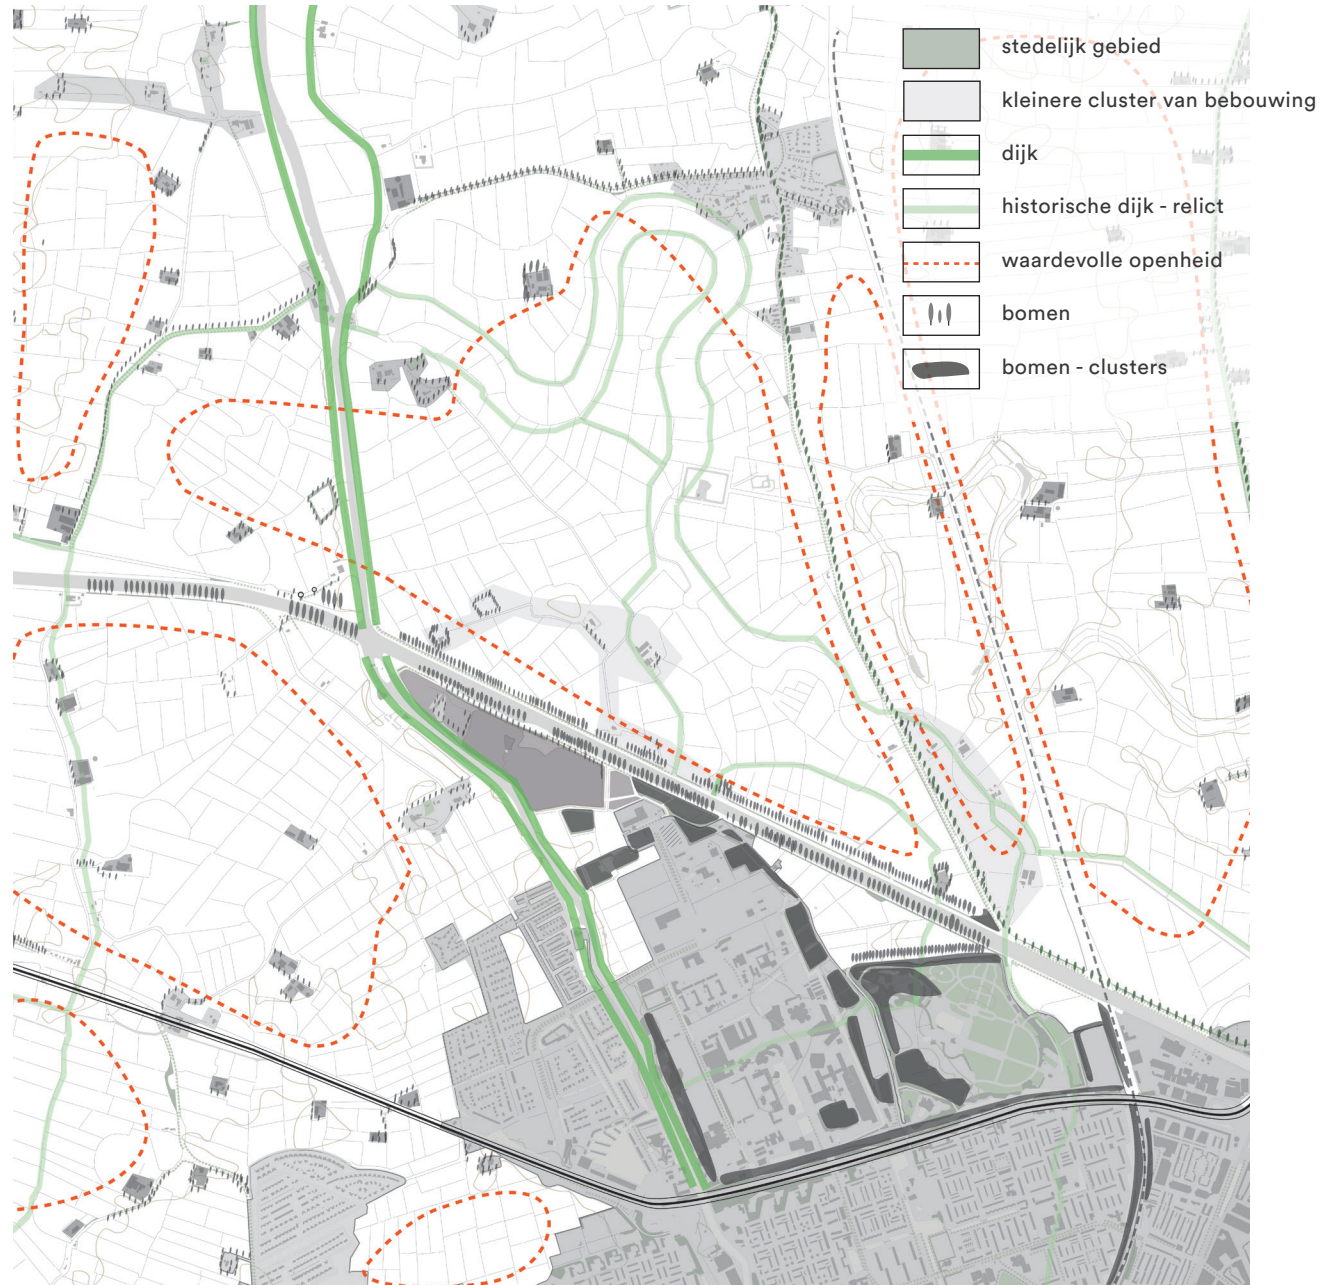 stedelijk gebied
kleinere cluster van bebouwing
dijk
historische dijk - relict
waardevolle openheid
bomen
bomen - clusters